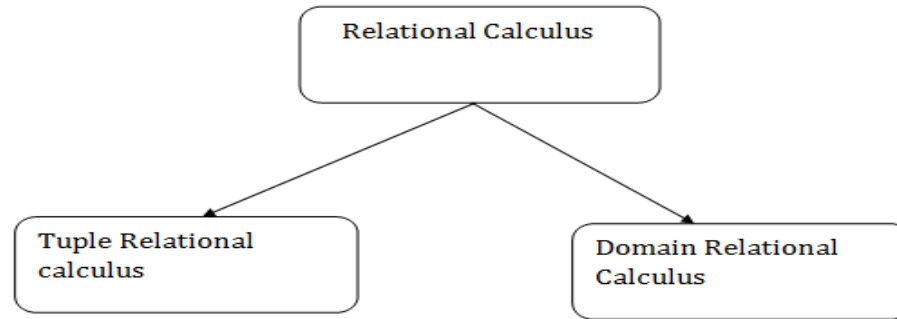 Relational Calculus
Tuple Relational
calculus
Domain Relational
Calculus